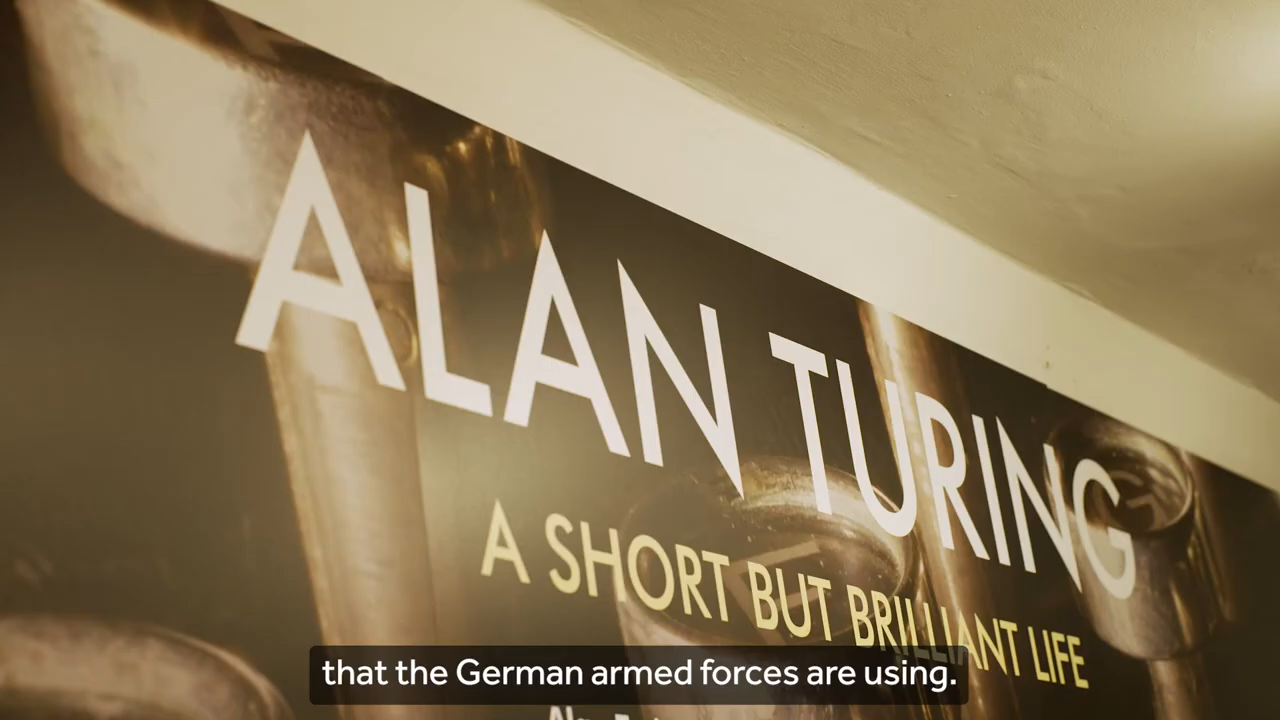 ALAN TURING
A SHORT BUT BRILLIANT LIFE
that the German armed forces are using.